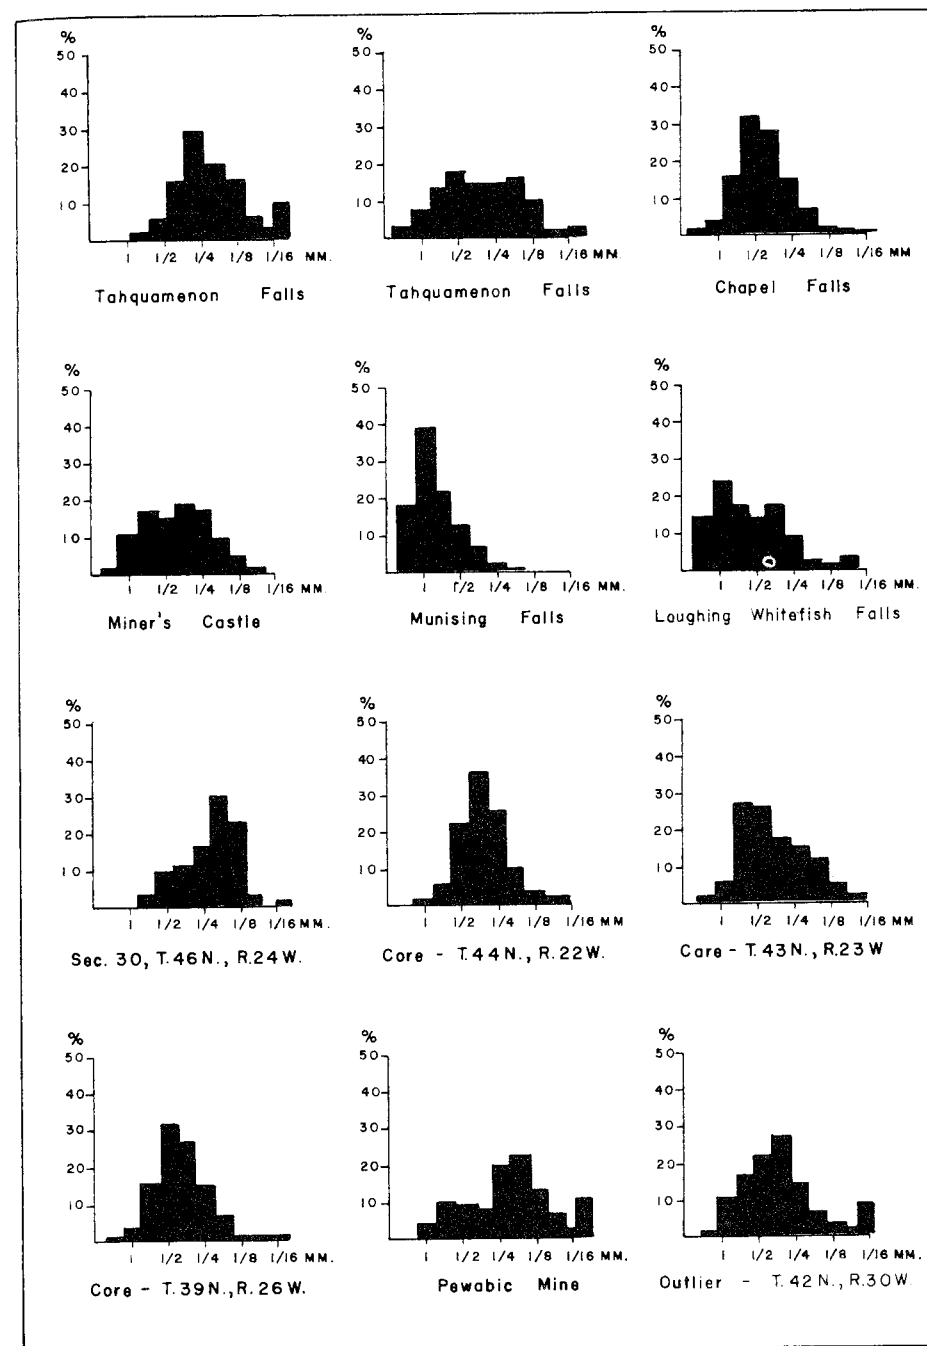 % % %
50 50 50
40 40 40
30 30 30
20 20 20
10 10 10
1 1/2 1/4 1/8 1/16 MM. 1 1/2 1/4 1/8 1/16 MM. 1 1/2 1/4 1/8 1/16 MM.
Tahquamenon Falls Tahquamenon Falls Chapel Falls
% % %
50 50 50
40 40 40
30 30 30
20 20 20
10 10 10
1 1/2 1/4 1/8 1/16 MM. 1 1/2 1/4 1/8 1/16 MM. 1 1/2 1/4 1/8 1/16 MM.
Miner's Castle Munising Falls Laughing Whitefish Falls
% % %
50 50 50
40 40 40
30 30 30
20 20 20
10 10 10
1 1/2 1/4 1/8 1/16 MM. 1 1/2 1/4 1/8 1/16 MM 1 1/2 1/4 1/8 1/16 MM
Sec. 30, T.46N., R.24W. Core - T.44N., R.22W. Core - T.43N., R.23W
% % %
50 50 50
40 40 40
30 30 30
20 20 20
10 10 10
1 1/2 1/4 1/8 1/16 MM. 1 1/2 1/4 1/8 1/16 MM. 1 1/2 1/4 1/8 1/16 MM.
Core - T.39N., R.26W. Pewabic Mine Outlier - T.42N., R.30W.